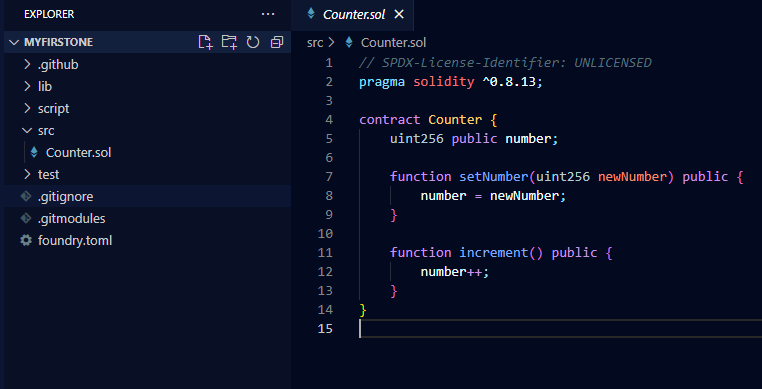 EXPLORER
MYFIRSTONE
.github
lib
script
src
Counter.sol
test
.gitignore
.gitmodules
foundry.toml
Counter.sol
src > Counter.sol
1 // SPDX-License-Identifier: UNLICENSED
2 pragma solidity ^0.8.13;
3
4 contract Counter {
5     uint256 public number;
6
7     function setNumber(uint256 newNumber) public {
8         number = newNumber;
9     }
10
11     function increment() public {
12         number++;
13     }
14 }
15